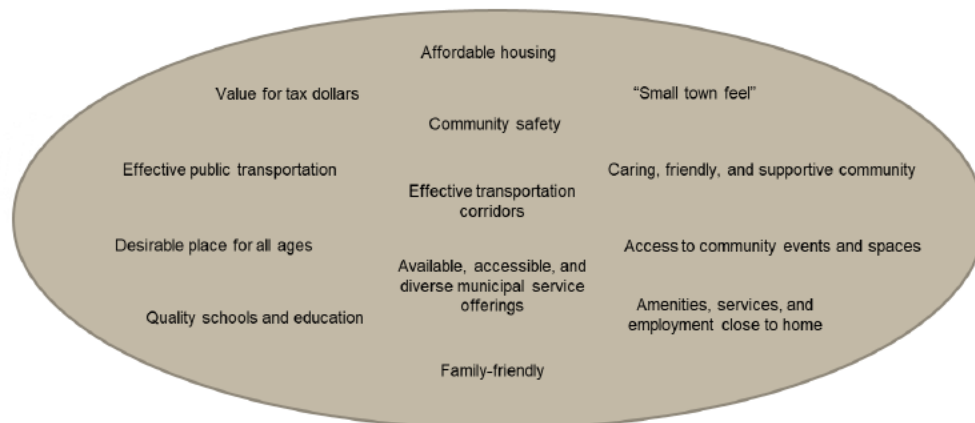 Affordable housing
Value for tax dollars
“Small town feel”
Community safety
Effective public transportation
Caring, friendly, and supportive community
Effective transportation
corridors
Desirable place for all ages
Access to community events and spaces
Available, accessible, and
diverse municipal service
offerings
Quality schools and education
Amenities, services, and
employment close to home
Family-friendly